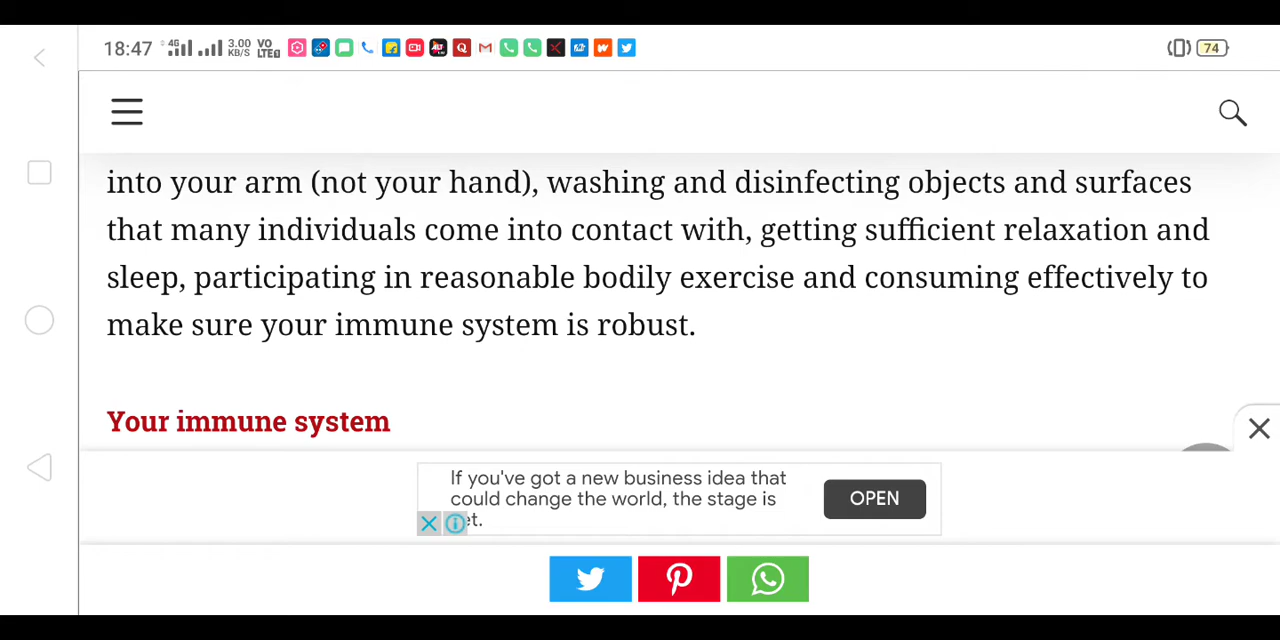 18:47 4G 3.00 KB/S VO LTE 74
into your arm (not your hand), washing and disinfecting objects and surfaces
that many individuals come into contact with, getting sufficient relaxation and
sleep, participating in reasonable bodily exercise and consuming effectively to
make sure your immune system is robust.
Your immune system
If you've got a new business idea that
could change the world, the stage is
OPEN